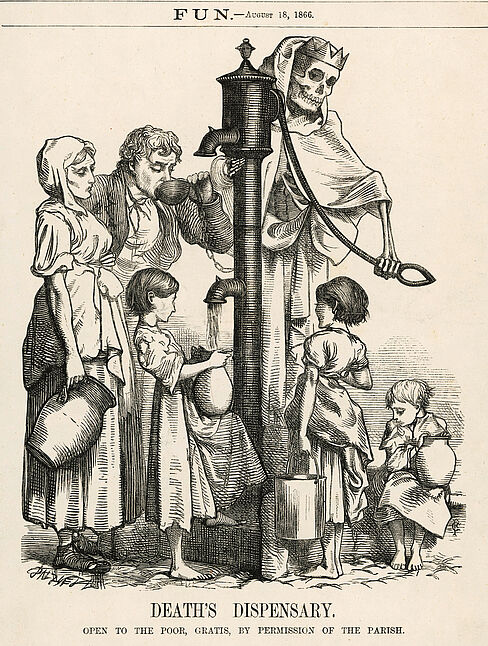 FUN.—AUGUST 18, 1866.
DEATH'S DISPENSARY.
OPEN TO THE POOR, GRATIS, BY PERMISSION OF THE PARISH.